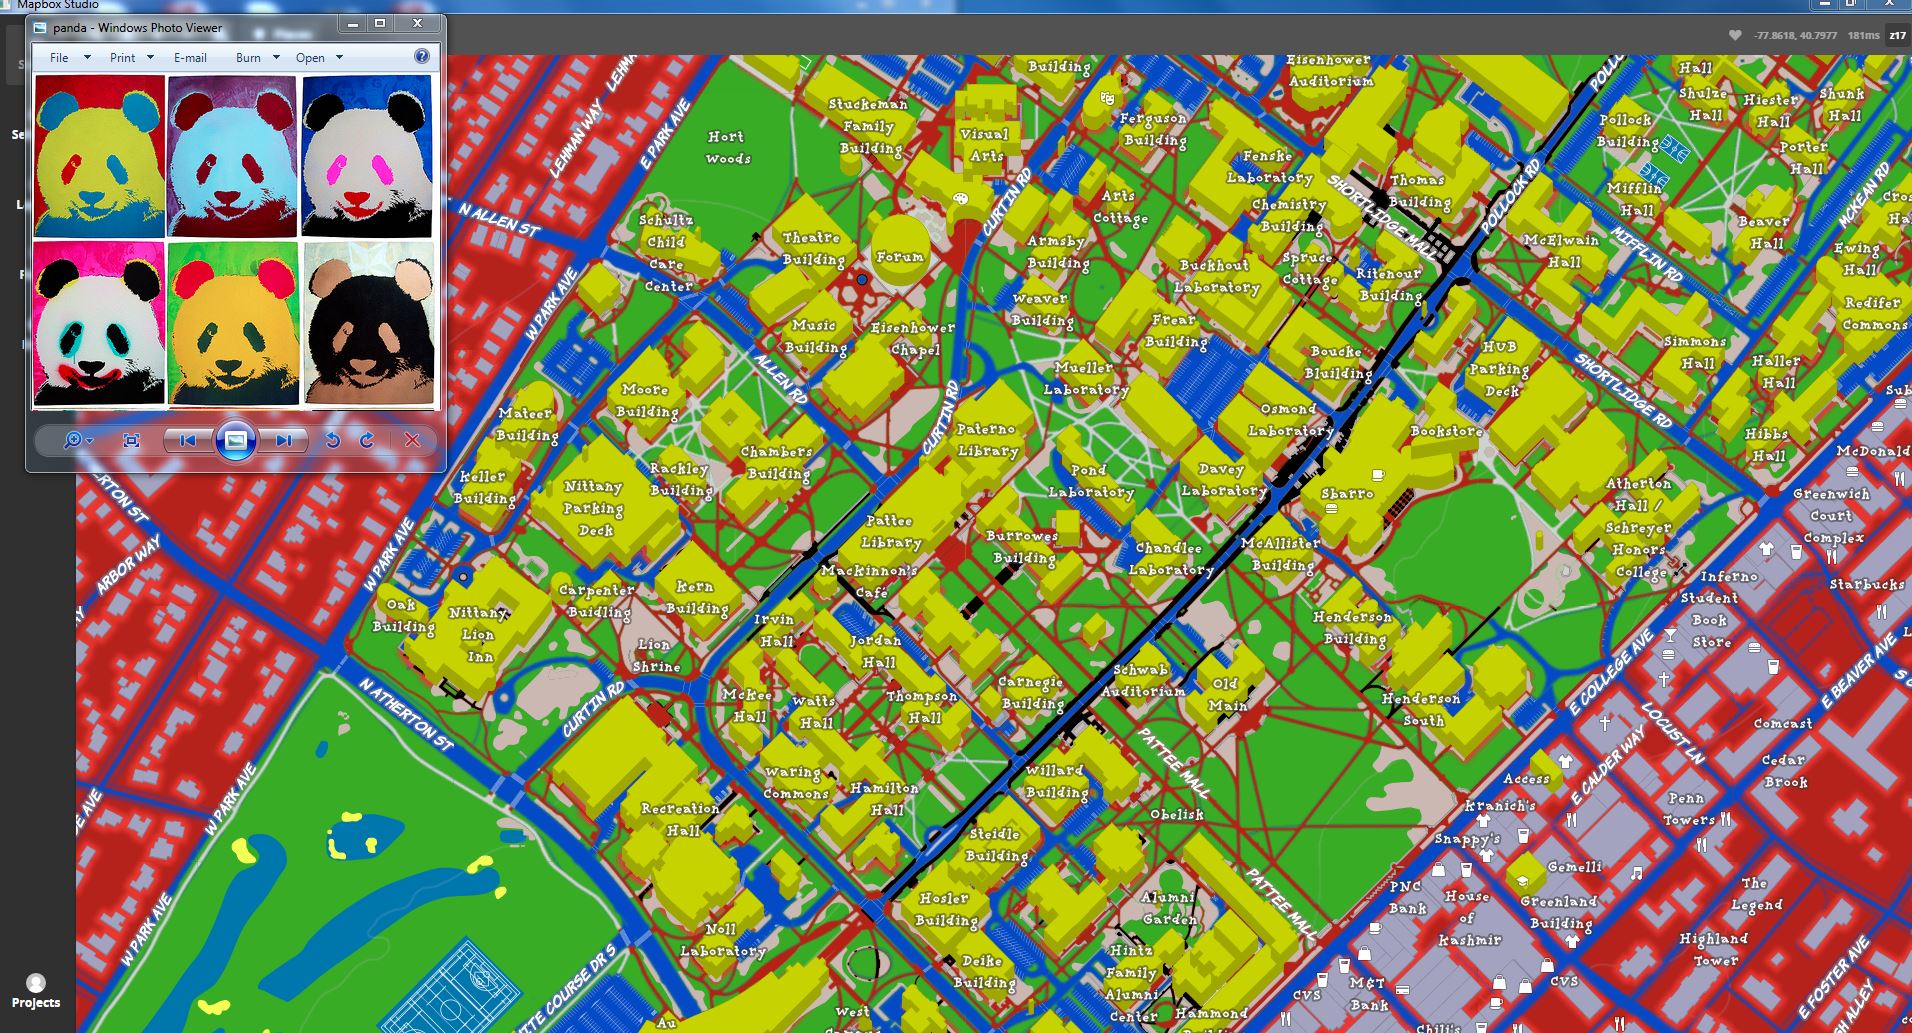 Mapbox Studio
panda - Windows Photo Viewer
File
Print
E-mail
Burn
Open
-77.8618, 40.7977
181ms
z17
Projects
LEHMAN WAY
E PARK AVE
Hort
Woods
Stuckeman
Family
Building
Visual
Arts
Building
Ferguson
Building
Eisenhower
Auditorium
Fenske
Laboratory
Chemistry
Building
Thomas
Building
SHORTLIDGE MALL
POLLOCK RD
Pollock
Building
Hall
Shulze
Hall
Hiester
Hall
Shunk
Hall
Porter
Hall
Mifflin
Hall
Beaver
Hall
MCKEAN RD
Ewing
Hall
Redifer
Commons
McElwain
Hall
MIFFLIN RD
N ALLEN ST
Schultz
Child
Care
Center
Theatre
Building
Forum
CURTIN RD
Arts
Cottage
Armsby
Building
Buckhout
Laboratory
Spruce
Cottage
Ritenour
Building
Weaver
Building
Frear
Building
Boucke
Bluilding
HUB
Parking
Deck
Simmons
Hall
Haller
Hall
Hibbs
Hall
SHORTLIDGE RD
W PARK AVE
Music
Building
Eisenhower
Chapel
ALLEN RD
Mueller
Laboratory
Osmond
Laboratory
Bookstore
Moore
Building
Mateer
Building
Keller
Building
Nittany
Parking
Deck
Rackley
Building
Chambers
Building
CURTIN RD
Paterno
Library
Pond
Laboratory
Davey
Laboratory
Sbarro
Atherton
Hall /
Schreyer
Honors
College
McDonald
Greenwich
Court
Complex
Starbucks
Inferno
Student
Book
Store
Pattee
Library
Mackinnon's
Cafe
Burrowes
Building
Chandlee
Laboratory
McAllister
Building
Henderson
Building
Henderson
South
ARBOR WAY
W PARK AVE
Oak
Building
Nittany
Lion
Inn
Carpenter
Buidling
Kern
Building
Lion
Shrine
Irvin
Hall
Jordan
Hall
McKee
Hall
Watts
Hall
Thompson
Hall
Carnegie
Building
Schwab
Auditorium
Old
Main
PATTEE MALL
E COLLEGE AVE
LOCUST LN
E BEAVER AVE
E CALDER WAY
Comcast
Cedar
Brook
N ATHERTON ST
CURTIN RD
Waring
Commons
Hamilton
Hall
Willard
Building
Obelisk
Access
Kranich's
Snappy's
Penn
Towers
Gemelli
W PARK AVE
Recreation
Hall
Steidle
Building
Hosler
Building
Noll
Laboratory
Deike
Building
Alumni
Garden
Hintz
Family
Alumni
Center
PATTEE MALL
Hammond
PNC
Bank
House
of
Kashmir
Greenland
Building
The
Legend
Highland
Tower
W PARK AVE
CVS
M&T
Bank
CVS
Chili's
E FOSTER AVE
West